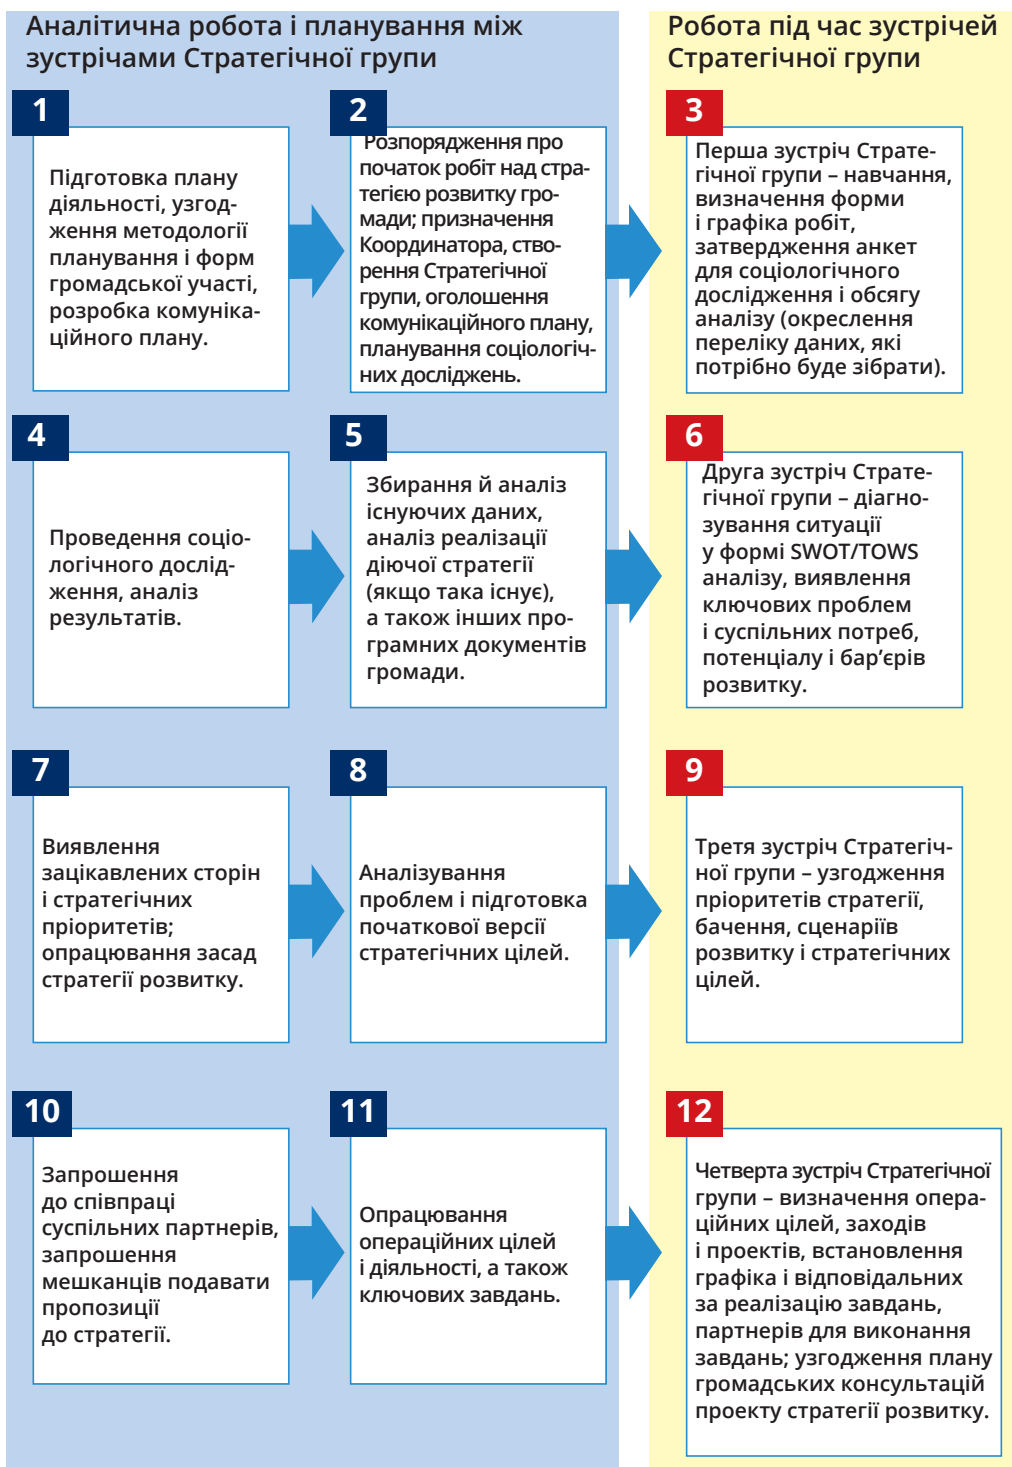 Аналітична робота і планування між
зустрічами Стратегічної групи
Робота під час зустрічей
Стратегічної групи
1
Підготовка плану
діяльності, узгод-
ження методології
планування і форм
громадської участі,
розробка комуніка-
ційного плану.
2
Розпорядження про
початок робіт над стра-
тегією розвитку гро-
мади; призначення
Координатора, ство-
рення Стратегічної
групи, оголошення
комунікаційного плану,
планування соціологіч-
них досліджень.
3
Перша зустріч Страте-
гічної групи – навчання,
визначення форми
і графіка робіт,
затвердження анкет
для соціологічного
дослідження і обсягу
аналізу (окреслення
переліку даних, які
потрібно буде зібрати).
4
Проведення соціо-
логічного дослід-
ження, аналіз
результатів.
5
Збирання й аналіз
існуючих даних,
аналіз реалізації
діючої стратегії
(якщо така існує),
а також інших про-
грамних документів
громади.
6
Друга зустріч Страте-
гічної групи – діагно-
зування ситуації
у формі SWOT/TOWS
аналізу, виявлення
ключових проблем
і суспільних потреб,
потенціалу і бар’єрів
розвитку.
7
Виявлення
зацікавлених сторін
і стратегічних
пріоритетів;
опрацювання засад
стратегії розвитку.
8
Аналізування
проблем і підготовка
початкової версії
стратегічних цілей.
9
Третя зустріч Стратегіч-
ної групи – узгодження
пріоритетів стратегії,
бачення, сценаріїв
розвитку і стратегічних
цілей.
10
Запрошення
до співпраці
суспільних партнерів,
запрошення
мешканців подавати
пропозиції
до стратегії.
11
Опрацювання
операційних цілей
і діяльності, а також
ключових завдань.
12
Четверта зустріч Стратегічної
групи – визначення опера-
ційних цілей, заходів
і проектів, встановлення
графіка і відповідальних
за реалізацію завдань,
партнерів для виконання
завдань; узгодження плану
громадських консультацій
проекту стратегії розвитку.